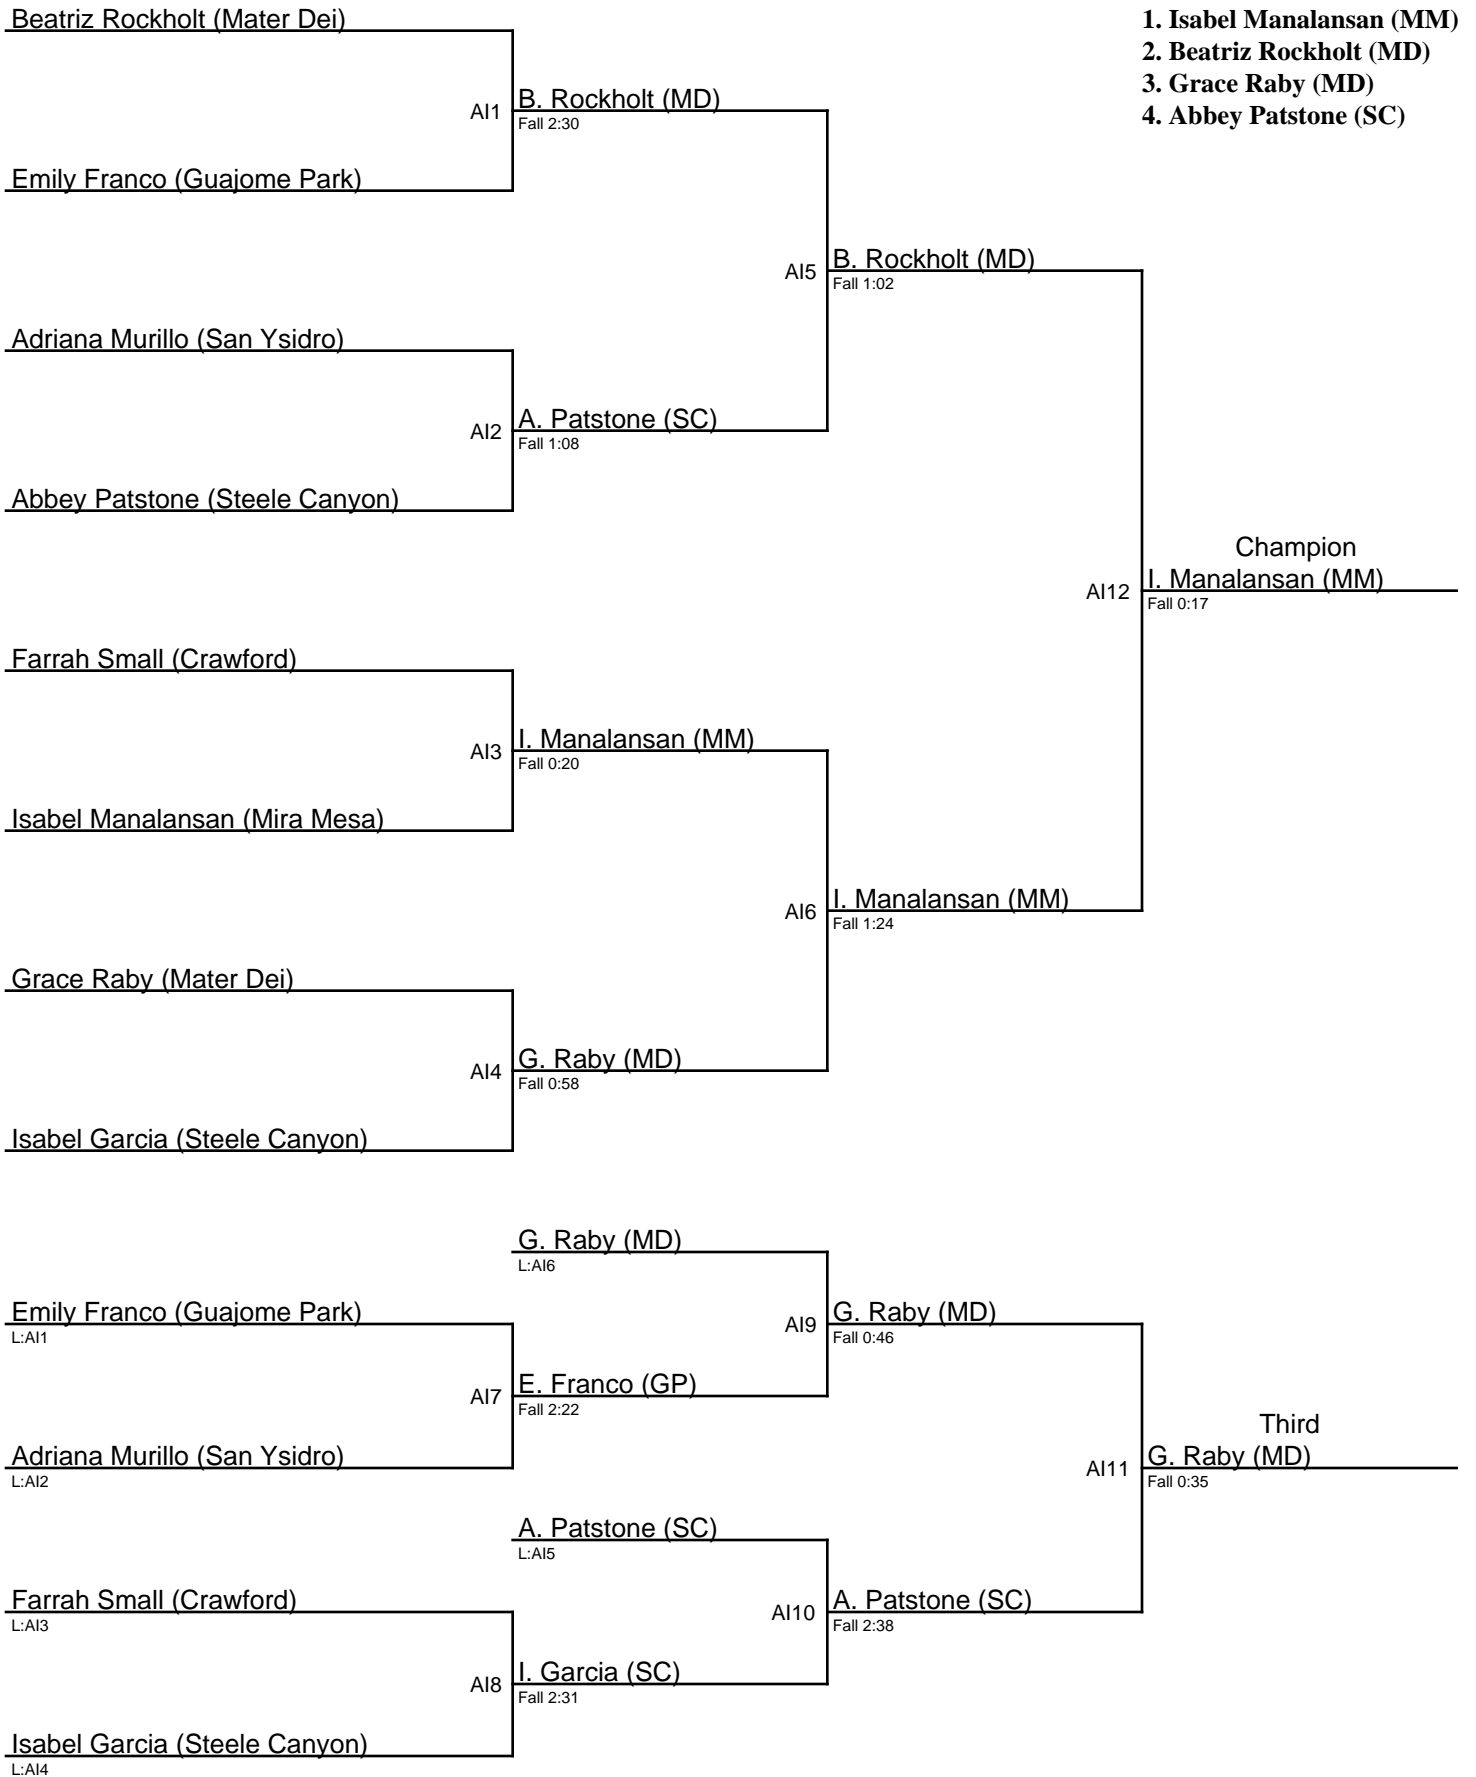 Beatriz Rockholt (Mater Dei)
1. Isabel Manalansan (MM)
2. Beatriz Rockholt (MD)
3. Grace Raby (MD)
4. Abbey Patstone (SC)
AI1
B. Rockholt (MD)
Fall 2:30
Emily Franco (Guajome Park)
AI5
B. Rockholt (MD)
Fall 1:02
Adriana Murillo (San Ysidro)
AI2
A. Patstone (SC)
Fall 1:08
Abbey Patstone (Steele Canyon)
Champion
AI12
I. Manalansan (MM)
Fall 0:17
Farrah Small (Crawford)
AI3
I. Manalansan (MM)
Fall 0:20
Isabel Manalansan (Mira Mesa)
AI6
I. Manalansan (MM)
Fall 1:24
Grace Raby (Mater Dei)
AI4
G. Raby (MD)
Fall 0:58
Isabel Garcia (Steele Canyon)
G. Raby (MD)
L:AI6
Emily Franco (Guajome Park)
L:AI1
AI9
G. Raby (MD)
Fall 0:46
AI7
E. Franco (GP)
Fall 2:22
Adriana Murillo (San Ysidro)
L:AI2
Third
AI11
G. Raby (MD)
Fall 0:35
A. Patstone (SC)
L:AI5
Farrah Small (Crawford)
L:AI3
AI10
A. Patstone (SC)
Fall 2:38
AI8
I. Garcia (SC)
Fall 2:31
Isabel Garcia (Steele Canyon)
L:AI4